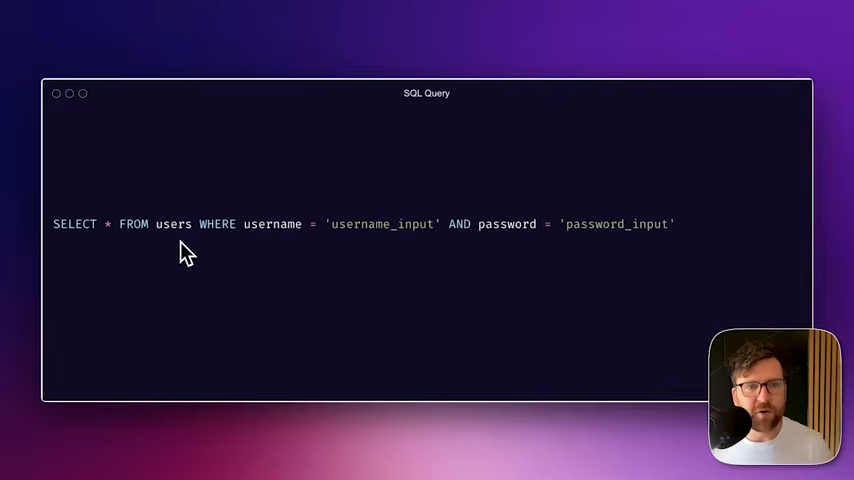 SQL Query
SELECT * FROM users WHERE username = 'username_input' AND password = 'password_input'